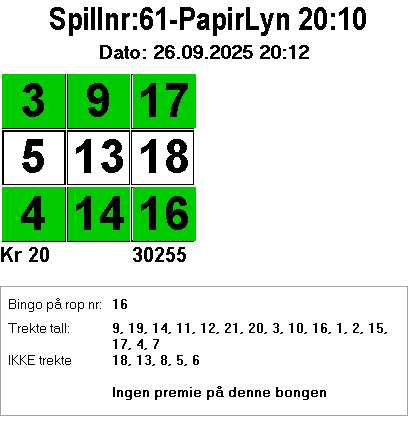 Spillnr:61-PapirLyn 20:10
Dato: 26.09.2025 20:12
3 9 17
5 13 18
4 14 16
Kr 20 30255
Bingo på rop nr: 16
Trekte tall: 9, 19, 14, 11, 12, 21, 20, 3, 10, 16, 1, 2, 15,
17, 4, 7
IKKE trekte 18, 13, 8, 5, 6
Ingen premie på denne bongen